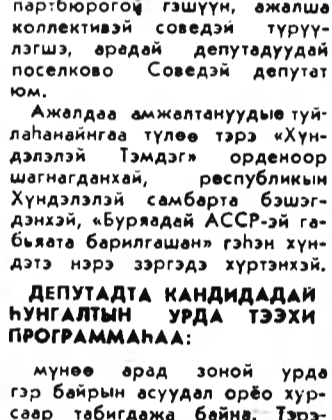 партбюрогой гэшүүн, ажалша
коллективэй соведэй түрүү-
лэгшэ, арадай депутадуудай
поселково Соведэй депутат
юм.
Ажалдаа амжалтануудые туй-
лаһанайнгаа түлөө тэрэ «Хүн-
дэлэлэй Тэмдэг» орденоор
шагнагданхай, республикын
Хүндэлэлэй самбарта бэшэг-
дэнхэй, «Буряадай АССР-эй га-
бьяата барилгашан» гэһэн хүн-
дэтэ нэрэ зэргэдэ хүртэнхэй.
ДЕПУТАДТА КАНДИДАДАЙ
ҺУНГАЛТЫН УРДА ТЭЭХИ
ПРОГРАММАҺАА:
мүнөө арад зоной урда
гэр байрын асуудал орёо хур-
саар табигдажа байна. Тэрэ-